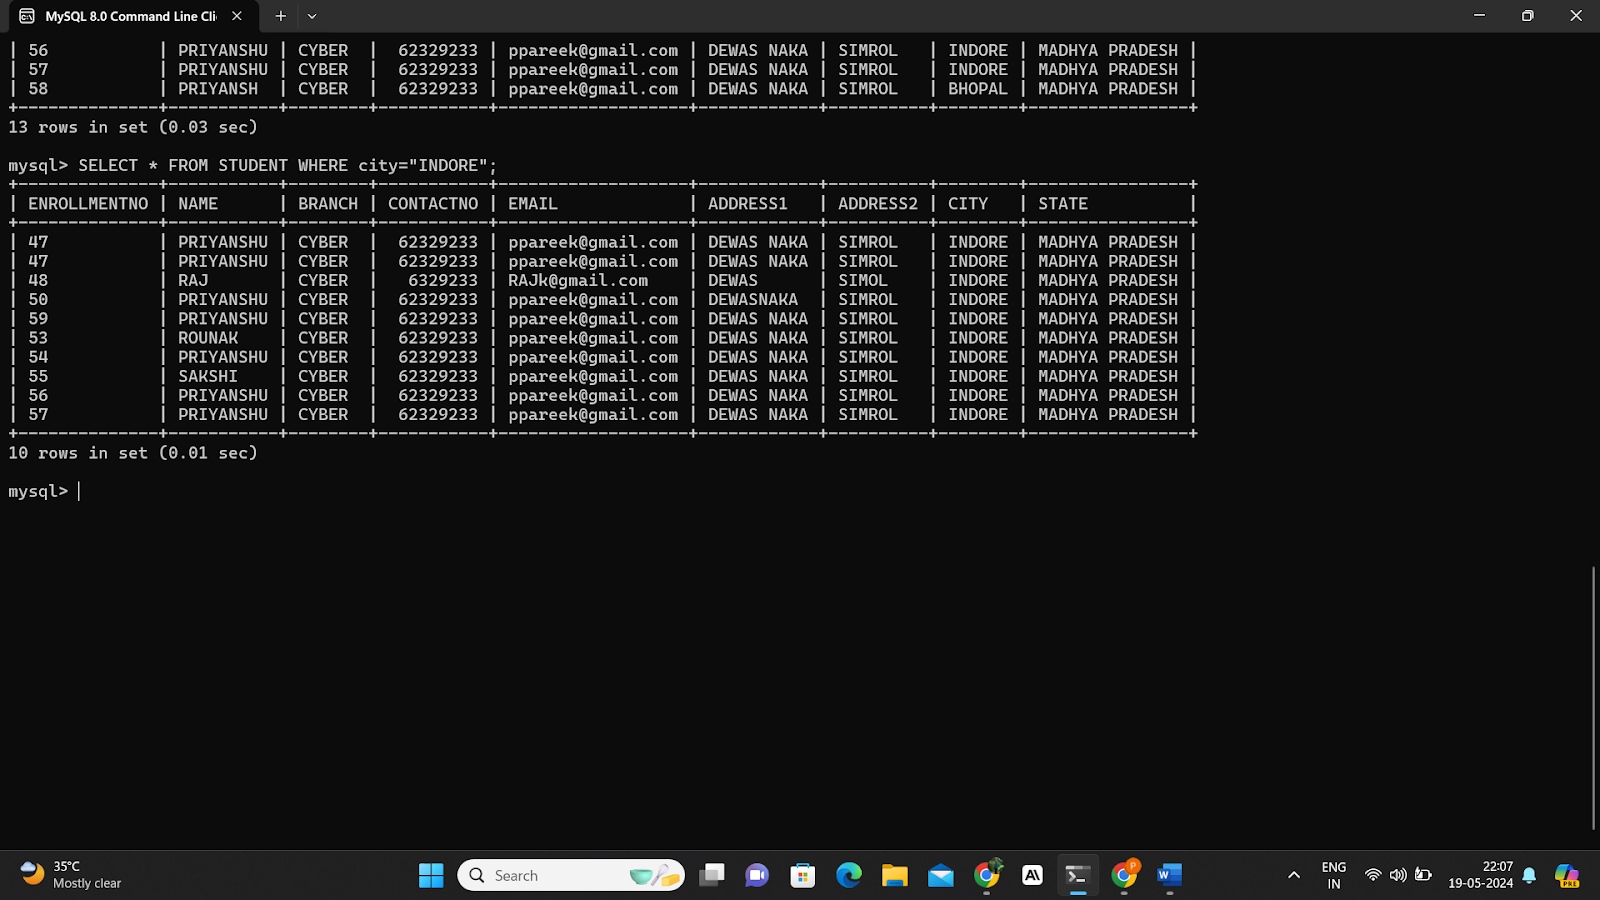 MySQL 8.0 Command Line Cli
| 56 | PRIYANSHU | CYBER | 62329233 | ppareek@gmail.com | DEWAS NAKA | SIMROL | INDORE | MADHYA PRADESH |
| 57 | PRIYANSHU | CYBER | 62329233 | ppareek@gmail.com | DEWAS NAKA | SIMROL | INDORE | MADHYA PRADESH |
| 58 | PRIYANSH | CYBER | 62329233 | ppareek@gmail.com | DEWAS NAKA | SIMROL | BHOPAL | MADHYA PRADESH |
13 rows in set (0.03 sec)
mysql> SELECT * FROM STUDENT WHERE city="INDORE";
| ENROLLMENTNO | NAME | BRANCH | CONTACTNO | EMAIL | ADDRESS1 | ADDRESS2 | CITY | STATE |
| 47 | PRIYANSHU | CYBER | 62329233 | ppareek@gmail.com | DEWAS NAKA | SIMROL | INDORE | MADHYA PRADESH |
| 47 | PRIYANSHU | CYBER | 62329233 | ppareek@gmail.com | DEWAS NAKA | SIMROL | INDORE | MADHYA PRADESH |
| 48 | RAJ | CYBER | 6329233 | RAJk@gmail.com | DEWAS | SIMOL | INDORE | MADHYA PRADESH |
| 50 | PRIYANSHU | CYBER | 62329233 | ppareek@gmail.com | DEWASNAKA | SIMROL | INDORE | MADHYA PRADESH |
| 59 | PRIYANSHU | CYBER | 62329233 | ppareek@gmail.com | DEWAS NAKA | SIMROL | INDORE | MADHYA PRADESH |
| 53 | ROUNAK | CYBER | 62329233 | ppareek@gmail.com | DEWAS NAKA | SIMROL | INDORE | MADHYA PRADESH |
| 54 | PRIYANSHU | CYBER | 62329233 | ppareek@gmail.com | DEWAS NAKA | SIMROL | INDORE | MADHYA PRADESH |
| 55 | SAKSHI | CYBER | 62329233 | ppareek@gmail.com | DEWAS NAKA | SIMROL | INDORE | MADHYA PRADESH |
| 56 | PRIYANSHU | CYBER | 62329233 | ppareek@gmail.com | DEWAS NAKA | SIMROL | INDORE | MADHYA PRADESH |
| 57 | PRIYANSHU | CYBER | 62329233 | ppareek@gmail.com | DEWAS NAKA | SIMROL | INDORE | MADHYA PRADESH |
10 rows in set (0.01 sec)
mysql>
35°C
Mostly clear
Search
ENG
IN
22:07
19-05-2024
PRE